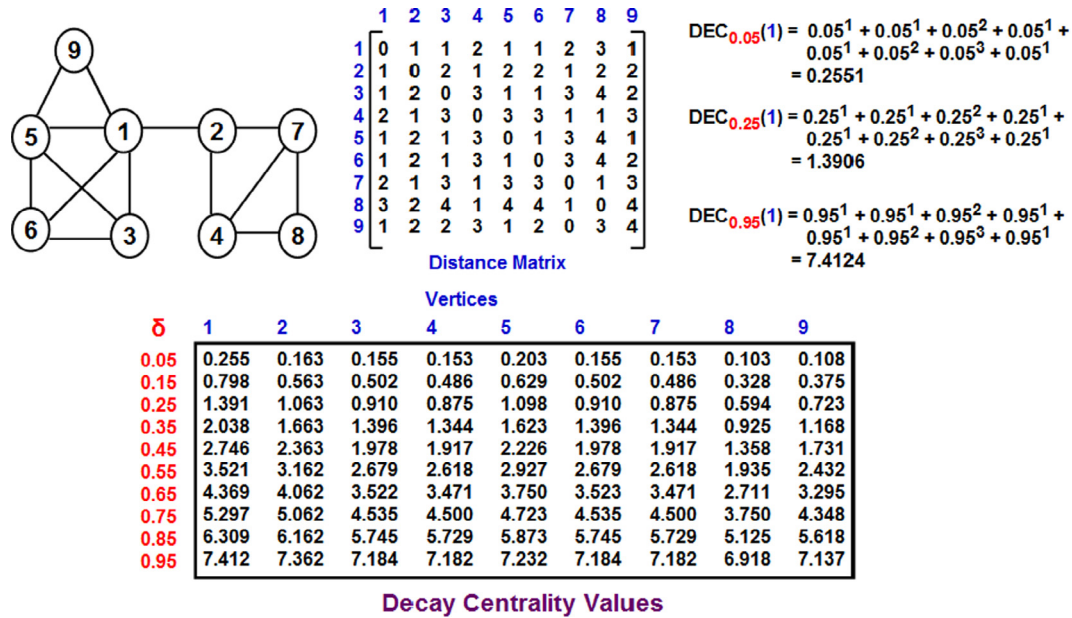 9
5
1
2
7
6
3
4
8
1 2 3 4 5 6 7 8 9
1 0 1 1 2 1 1 2 3 1
2 1 0 2 1 2 2 1 2 2
3 1 2 0 3 1 1 3 4 2
4 2 1 3 0 3 3 1 1 3
5 1 2 1 3 0 1 3 4 1
6 1 2 1 3 1 0 3 4 2
7 2 1 3 1 3 3 0 1 3
8 3 2 4 1 4 4 1 0 4
9 1 2 2 3 1 2 0 3 4
Distance Matrix
DEC0.05(1) = 0.05¹ + 0.05¹ + 0.05² + 0.05¹ +
0.05¹ + 0.05² + 0.05³ + 0.05¹
= 0.2551
DEC0.25(1) = 0.25¹ + 0.25¹ + 0.25² + 0.25¹ +
0.25¹ + 0.25² + 0.25³ + 0.25¹
= 1.3906
DEC0.95(1) = 0.95¹ + 0.95¹ + 0.95² + 0.95¹ +
0.95¹ + 0.95² + 0.95³ + 0.95¹
= 7.4124
Vertices
δ 1 2 3 4 5 6 7 8 9
0.05 0.255 0.163 0.155 0.153 0.203 0.155 0.153 0.103 0.108
0.15 0.798 0.563 0.502 0.486 0.629 0.502 0.486 0.328 0.375
0.25 1.391 1.063 0.910 0.875 1.098 0.910 0.875 0.594 0.723
0.35 2.038 1.663 1.396 1.344 1.623 1.396 1.344 0.925 1.168
0.45 2.746 2.363 1.978 1.917 2.226 1.978 1.917 1.358 1.731
0.55 3.521 3.162 2.679 2.618 2.927 2.679 2.618 1.935 2.432
0.65 4.369 4.062 3.522 3.471 3.750 3.523 3.471 2.711 3.295
0.75 5.297 5.062 4.535 4.500 4.723 4.535 4.500 3.750 4.348
0.85 6.309 6.162 5.745 5.729 5.873 5.745 5.729 5.125 5.618
0.95 7.412 7.362 7.184 7.182 7.232 7.184 7.182 6.918 7.137
Decay Centrality Values